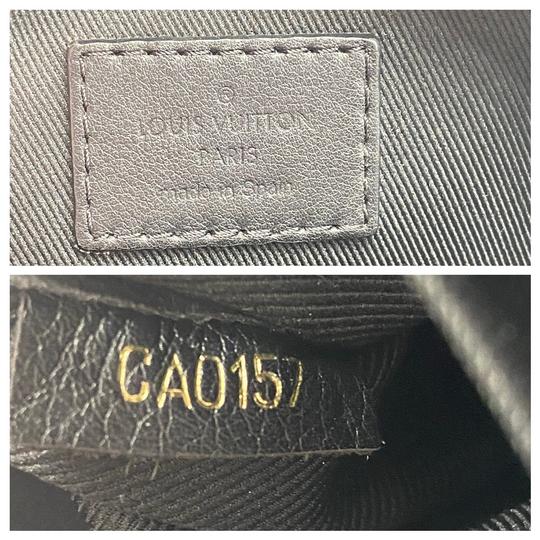 ®
LOUIS VUITTON
PARIS
made in Spain
CA0157